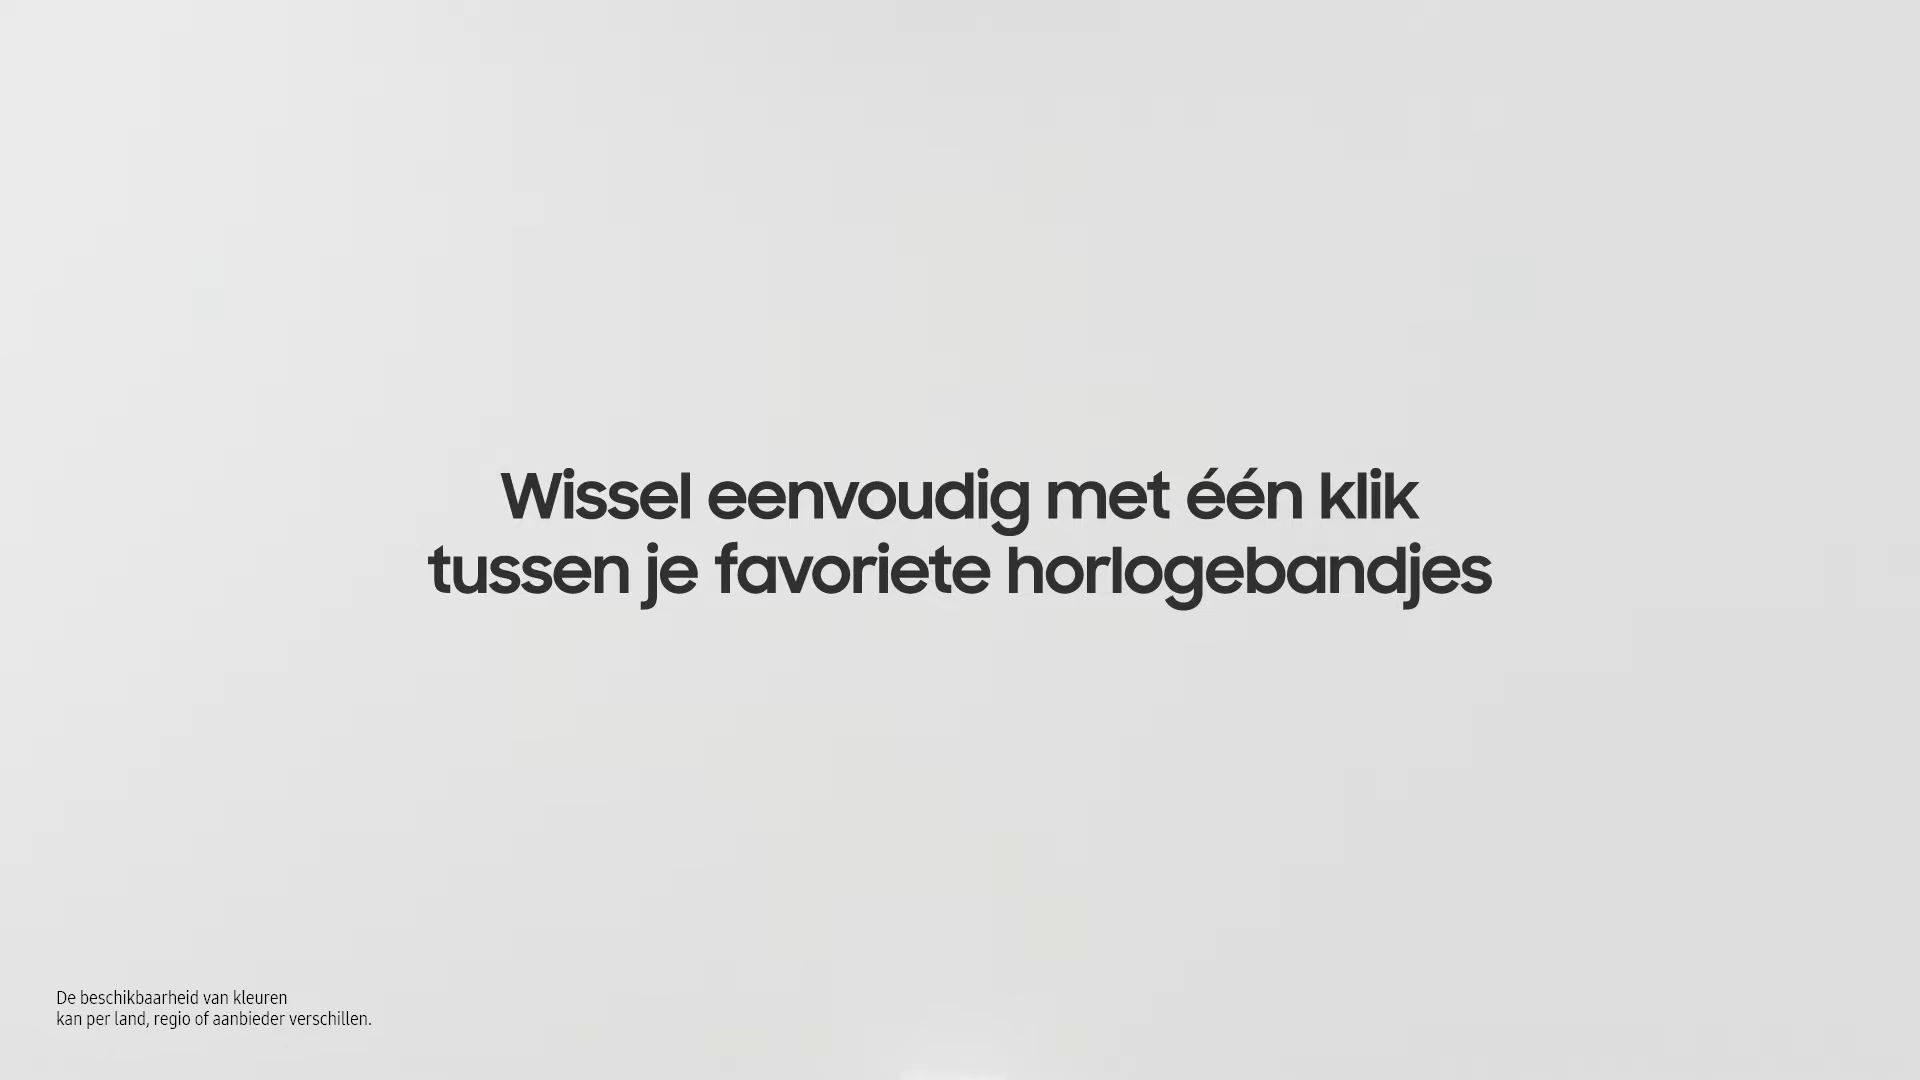 Wissel eenvoudig met één klik
tussen je favoriete horlogebandjes
De beschikbaarheid van kleuren
kan per land, regio of aanbieder verschillen.